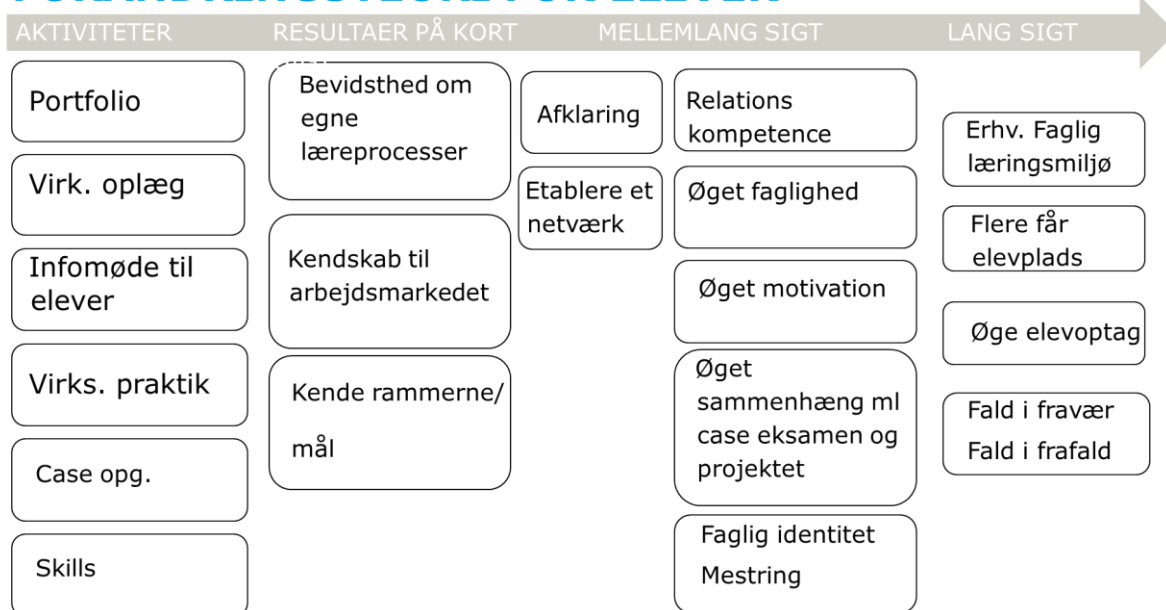 AKTIVITETER
RESULTAER PÅ KORT
MELLEMLANG SIGT
LANG SIGT
Portfolio
Virk. oplæg
Infomøde til
elever
Virks. praktik
Case opg.
Skills
Bevidsthed om
egne
læreprocesser
Kendskab til
arbejdsmarkedet
Kende rammerne/
mål
Afklaring
Etablere et
netværk
Relations
kompetence
Øget faglighed
Øget motivation
Øget
sammenhæng ml
case eksamen og
projektet
Faglig identitet
Mestring
Erhv. Faglig
læringsmiljø
Flere får
elevplads
Øge elevoptag
Fald i fravær
Fald i frafald